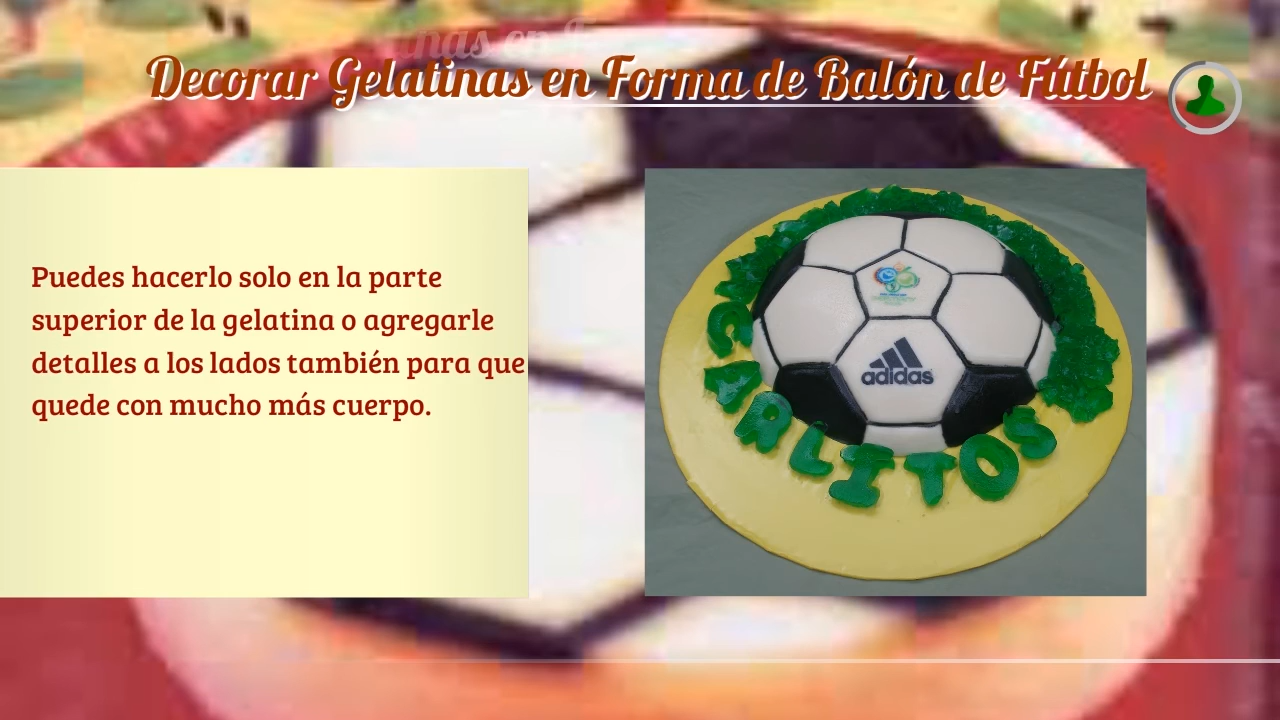 Decorar Gelatinas en Forma de Balón de Fútbol
Puedes hacerlo solo en la parte
superior de la gelatina o agregarle
detalles a los lados también para que
quede con mucho más cuerpo.
adidas
CARLITOS